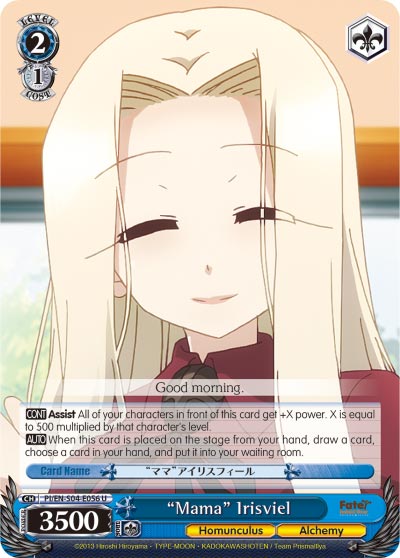 LEVEL
2
1
COST
Good morning.
CONT Assist All of your characters in front of this card get +X power. X is equal
to 500 multiplied by that character's level.
AUTO When this card is placed on the stage from your hand, draw a card,
choose a card in your hand, and put it into your waiting room.
Card Name
"ママ"アイリスフィール
CH PI/EN-S04-E056 U
"Mama" Irisviel
Fate
POWER
3500
SOUL
Homunculus
Alchemy
©2013 Hiroshi Hiroyama・TYPE-MOON・KADOKAWASHOTEN / Team Prismaillya